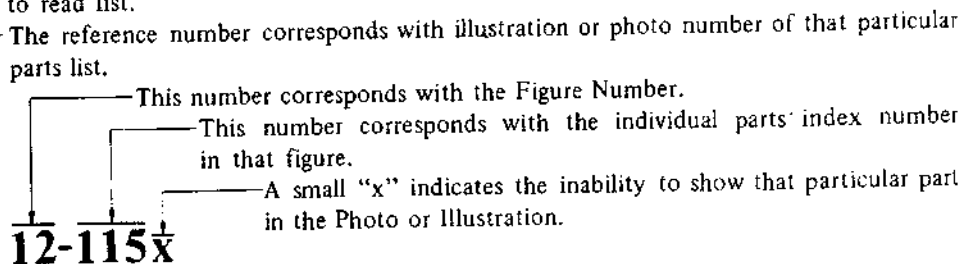 to read list.
The reference number corresponds with illustration or photo number of that particular
parts list.
This number corresponds with the Figure Number.
This number corresponds with the individual parts index number
in that figure.
A small “x” indicates the inability to show that particular part
in the Photo or Illustration.
12-115x